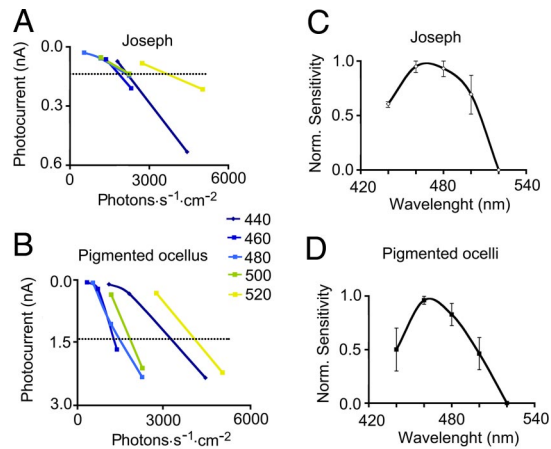 A
Joseph
Photocurrent (nA)
0.0
0.3
0.6
0
3000
6000
Photons·s⁻¹·cm⁻²
C
Joseph
Norm. Sensitivity
1.0
0.5
0.0
420
480
540
Wavelenght (nm)
440
460
480
500
520
B
Pigmented ocellus
Photocurrent (nA)
0.0
1.5
3.0
0
3000
6000
Photons·s⁻¹·cm⁻²
D
Pigmented ocelli
Norm. Sensitivity
1.0
0.5
0.0
420
480
540
Wavelenght (nm)